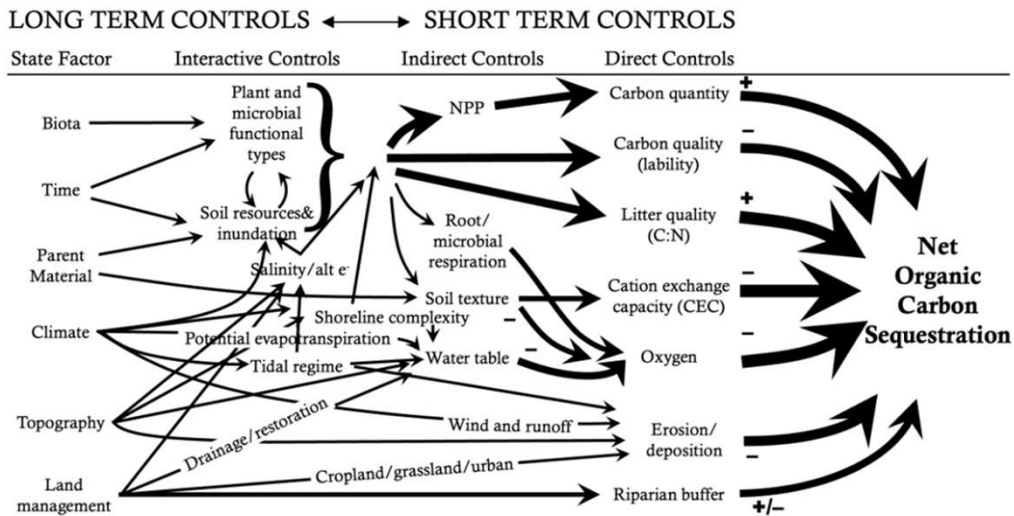 LONG TERM CONTROLS
SHORT TERM CONTROLS
State Factor
Interactive Controls
Indirect Controls
Direct Controls
Biota
Time
Parent
Material
Climate
Topography
Land
management
Plant and
microbial
functional
types
Soil resources&
inundation
Salinity/alt e-
Shoreline complexity
Potential evapotranspiration
Tidal regime
Drainage/restoration
Cropland/grassland/urban
Wind and runoff
NPP
Root/
microbial
respiration
Soil texture
–
Water table
–
Carbon quantity
+
Carbon quality
(lability)
–
Litter quality
(C:N)
+
Cation exchange
capacity (CEC)
–
Oxygen
–
Erosion/
deposition
–
Riparian buffer
+/–
Net
Organic
Carbon
Sequestration